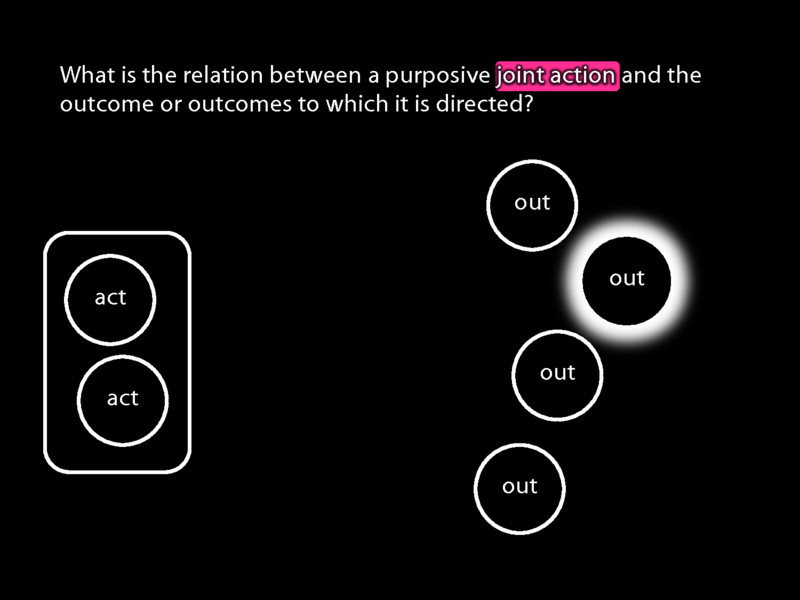 What is the relation between a purposive joint action and the
outcome or outcomes to which it is directed?
out
out
act
out
act
out